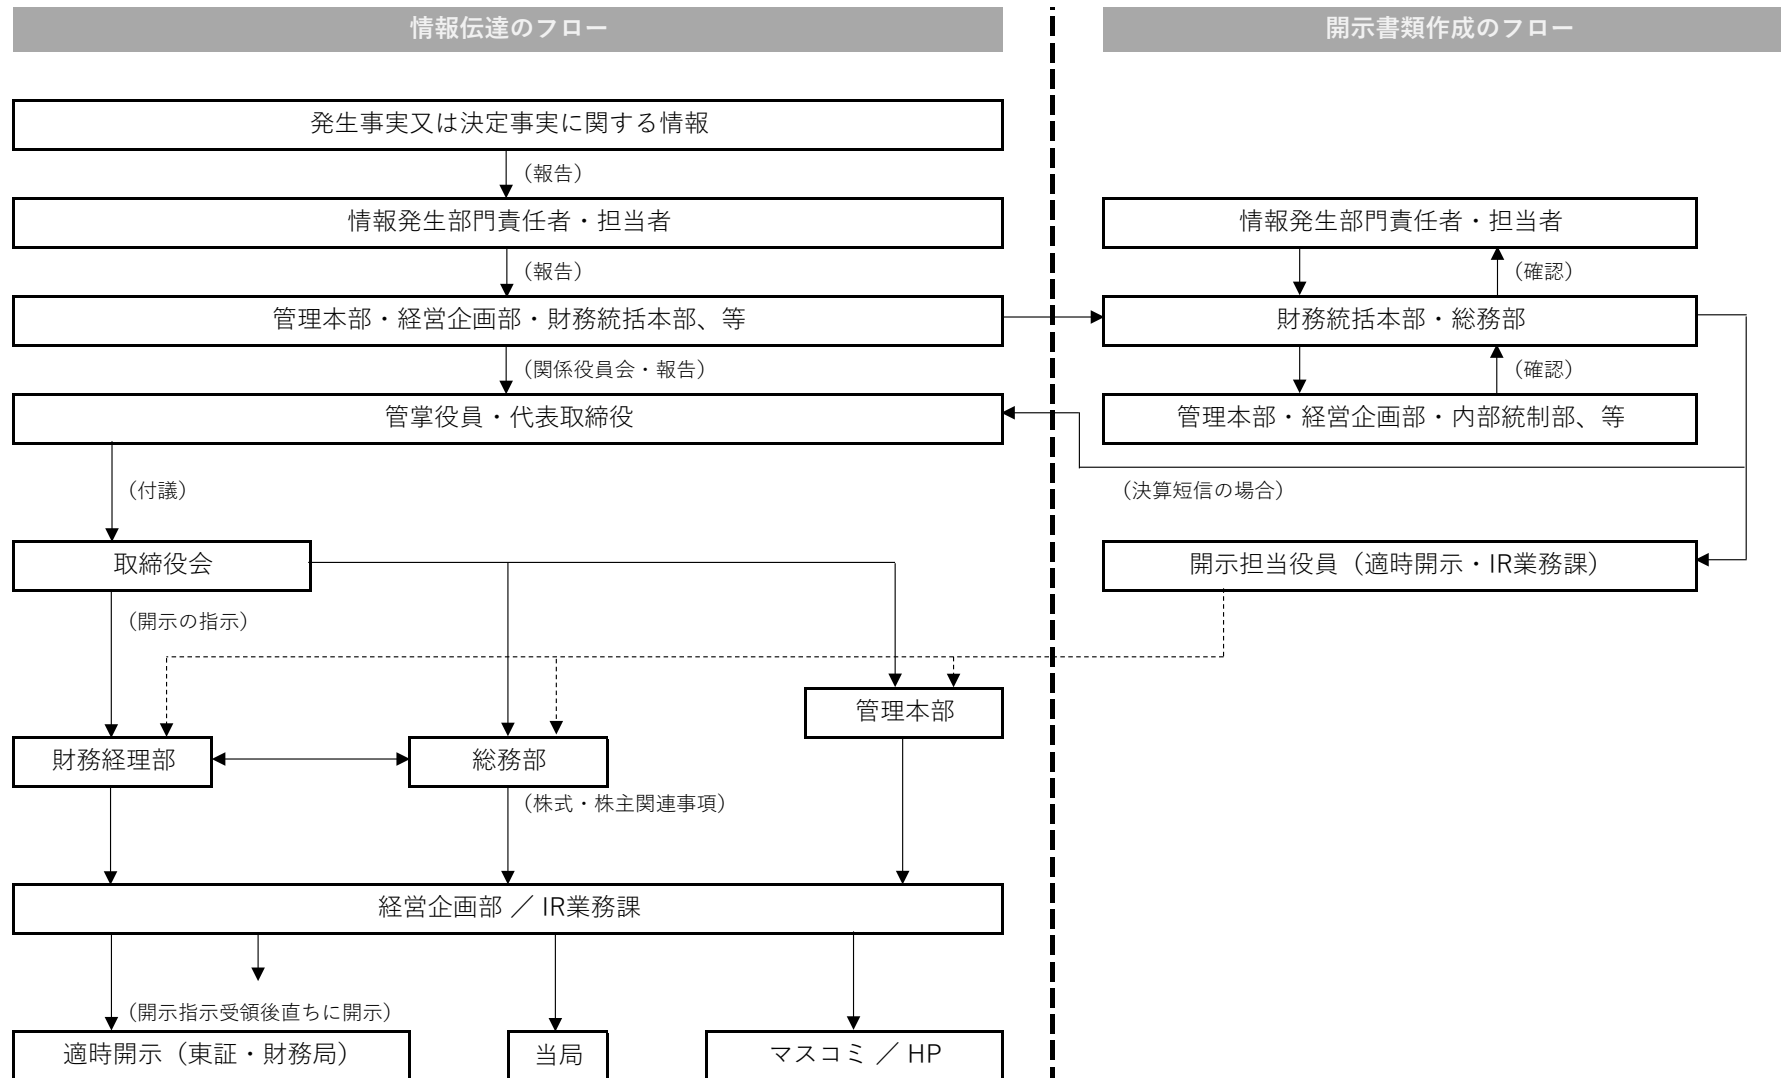 情報伝達のフロー
発生事実又は決定事実に関する情報
（報告）
情報発生部門責任者・担当者
（報告）
管理本部・経営企画部・財務統括本部、等
（関係役員会・報告）
管掌役員・代表取締役
（付議）
取締役会
（開示の指示）
管理本部
財務経理部
総務部
（株式・株主関連事項）
経営企画部 ／ IR業務課
（開示指示受領後直ちに開示）
適時開示（東証・財務局）
当局
マスコミ ／ HP
開示書類作成のフロー
情報発生部門責任者・担当者
（確認）
財務統括本部・総務部
（確認）
管理本部・経営企画部・内部統制部、等
（決算短信の場合）
開示担当役員（適時開示・IR業務課）